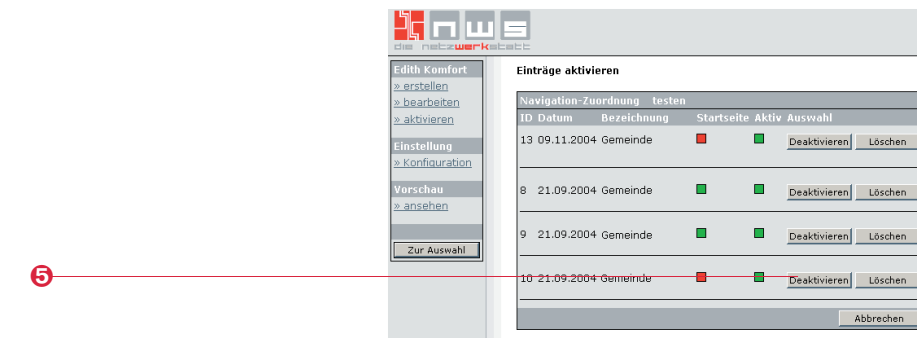 nws
die netzwerkstatt
Edith Komfort
» erstellen
» bearbeiten
» aktivieren
Einstellung
» Konfiguration
Vorschau
» ansehen
Zur Auswahl
Einträge aktivieren
Navigation-Zuordnung testen
ID Datum Bezeichnung Startseite Aktiv Auswahl
13 09.11.2004 Gemeinde Deaktivieren Löschen
8 21.09.2004 Gemeinde Deaktivieren Löschen
9 21.09.2004 Gemeinde Deaktivieren Löschen
10 21.09.2004 Gemeinde Deaktivieren Löschen
Abbrechen
5